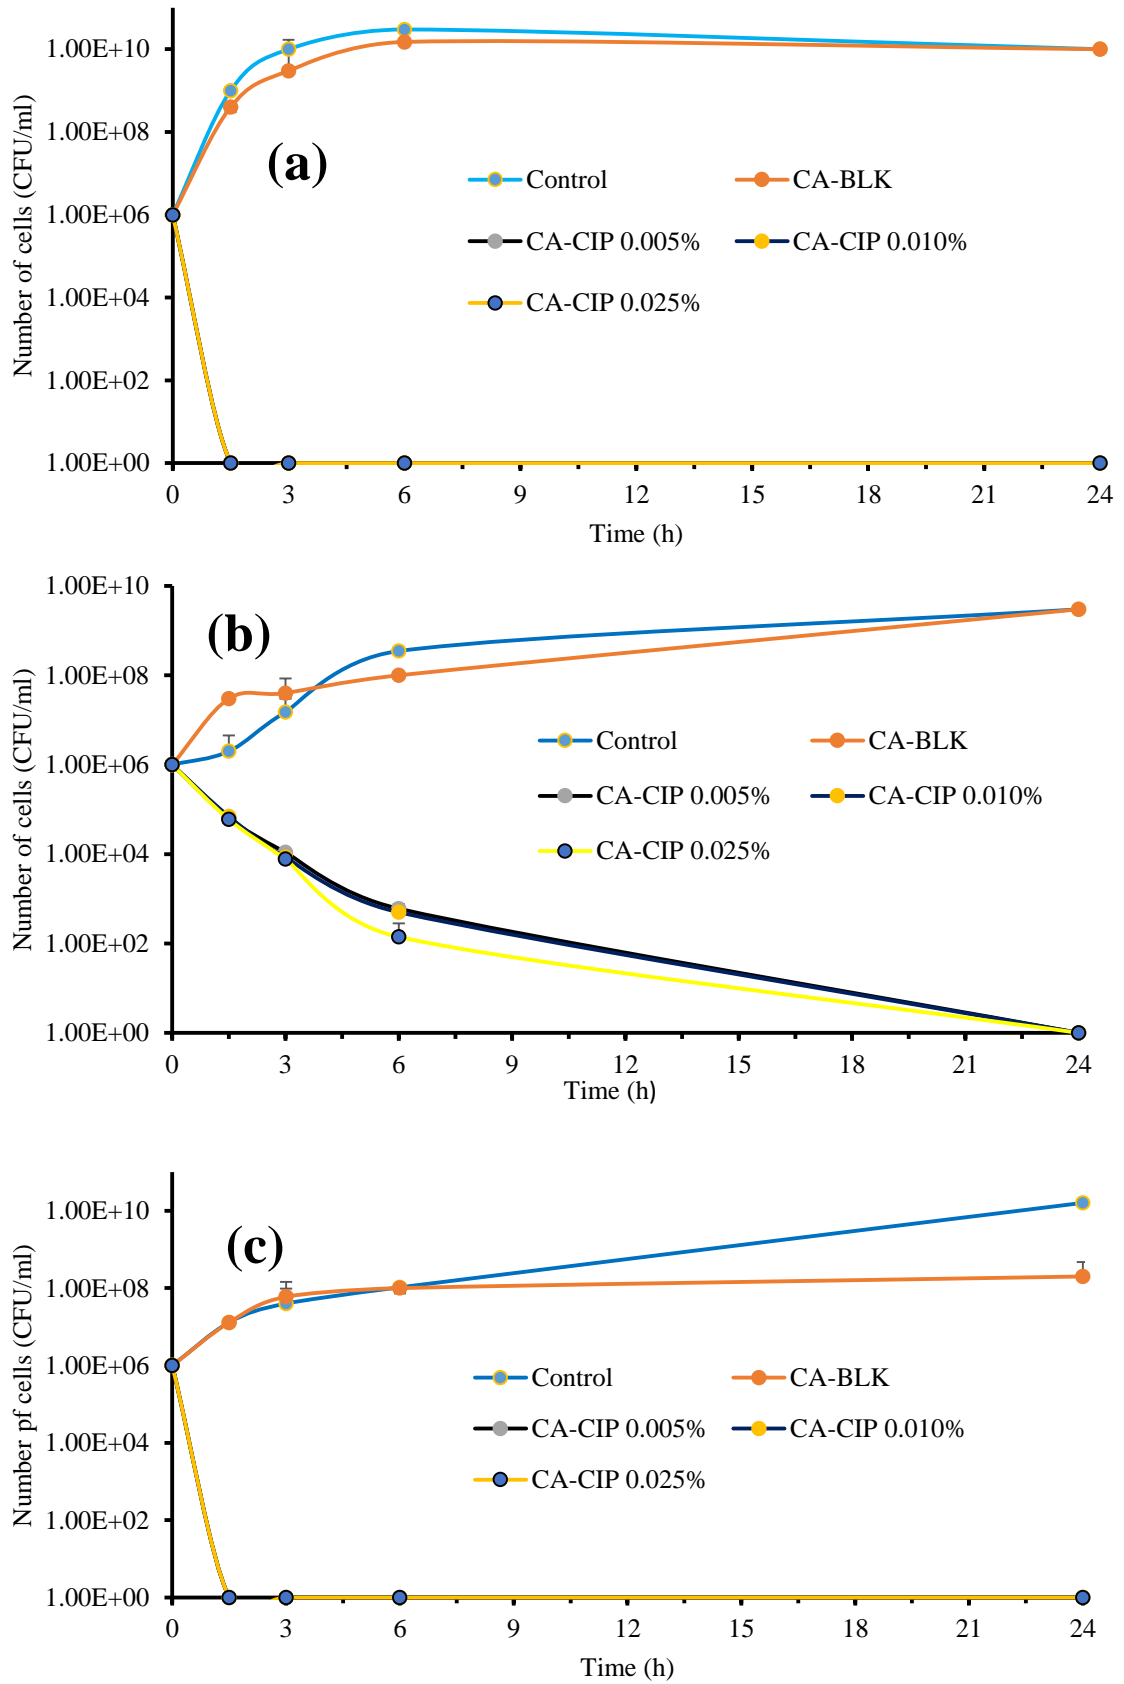 1.00E+10
1.00E+08
1.00E+06
1.00E+04
1.00E+02
1.00E+00
Number of cells (CFU/ml)
(a)
Control
CA-BLK
CA-CIP 0.005%
CA-CIP 0.010%
CA-CIP 0.025%
0 3 6 9 12 15 18 21 24
Time (h)
1.00E+10
1.00E+08
1.00E+06
1.00E+04
1.00E+02
1.00E+00
Number of cells (CFU/ml)
(b)
Control
CA-BLK
CA-CIP 0.005%
CA-CIP 0.010%
CA-CIP 0.025%
0 3 6 9 12 15 18 21 24
Time (h)
1.00E+10
1.00E+08
1.00E+06
1.00E+04
1.00E+02
1.00E+00
Number pf cells (CFU/ml)
(c)
Control
CA-BLK
CA-CIP 0.005%
CA-CIP 0.010%
CA-CIP 0.025%
0 3 6 9 12 15 18 21 24
Time (h)